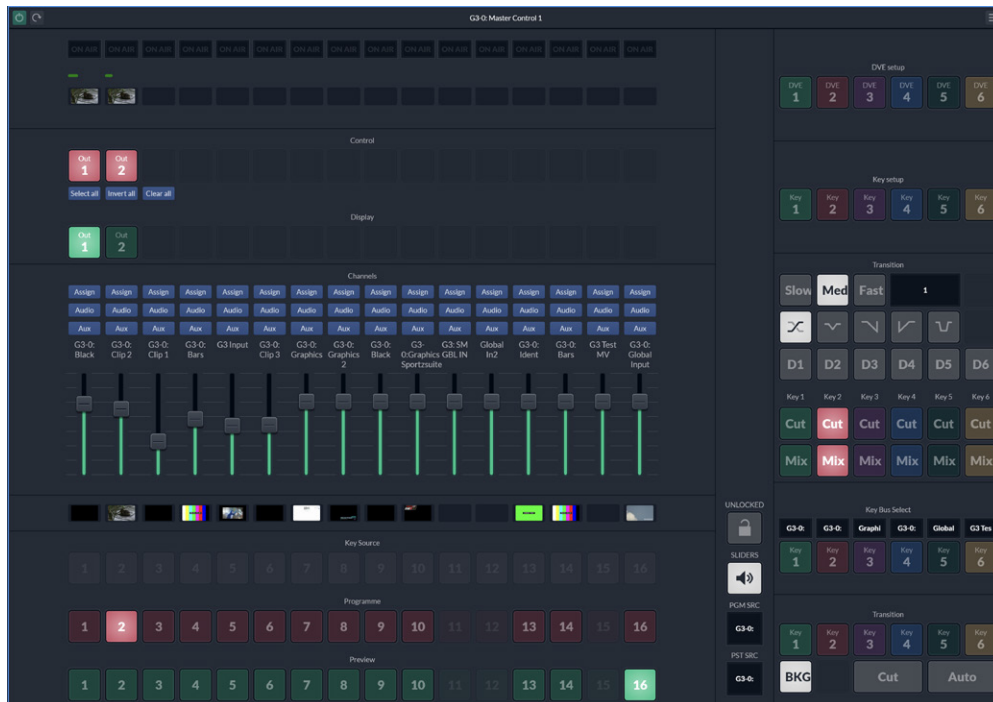 G3-0: Master Control 1
ON AIR ON AIR ON AIR ON AIR ON AIR ON AIR ON AIR ON AIR ON AIR ON AIR ON AIR ON AIR ON AIR ON AIR ON AIR ON AIR
Control
Out 1 Out 2
Select all Invert all Clear all
Display
Out 1 Out 2
Channels
Assign Assign Assign Assign Assign Assign Assign Assign Assign Assign Assign Assign Assign Assign Assign Assign
Audio Audio Audio Audio Audio Audio Audio Audio Audio Audio Audio Audio Audio Audio Audio Audio
Aux Aux Aux Aux Aux Aux Aux Aux Aux Aux Aux Aux Aux Aux Aux Aux
G3-0: G3-0: G3-0: G3-0: G3 Input G3-0: G3-0: G3-0: G3-0: G3- G3: SM Global G3-0: G3-0: G3 Test G3-0:
Black Clip 2 Clip 1 Bars Clip 3 Graphics Graphics Black 0:Graphics GBL IN In2 Ident Bars MV Global
2 Sportzsuite Input
Key Source
1 2 3 4 5 6 7 8 9 10 11 12 13 14 15 16
Programme
1 2 3 4 5 6 7 8 9 10 11 12 13 14 15 16
Preview
1 2 3 4 5 6 7 8 9 10 11 12 13 14 15 16
UNLOCKED
SLIDERS
PGM SRC
G3-0:
PST SRC
G3-0:
DVE setup
DVE 1 DVE 2 DVE 3 DVE 4 DVE 5 DVE 6
Key setup
Key 1 Key 2 Key 3 Key 4 Key 5 Key 6
Transition
Slow Med Fast 1
D1 D2 D3 D4 D5 D6
Key 1 Key 2 Key 3 Key 4 Key 5 Key 6
Cut Cut Cut Cut Cut Cut
Mix Mix Mix Mix Mix Mix
Key Bus Select
G3-0: G3-0: Graphi G3-0: Global G3 Tes
Key 1 Key 2 Key 3 Key 4 Key 5 Key 6
Transition
Key 1 Key 2 Key 3 Key 4 Key 5 Key 6
BKG Cut Auto